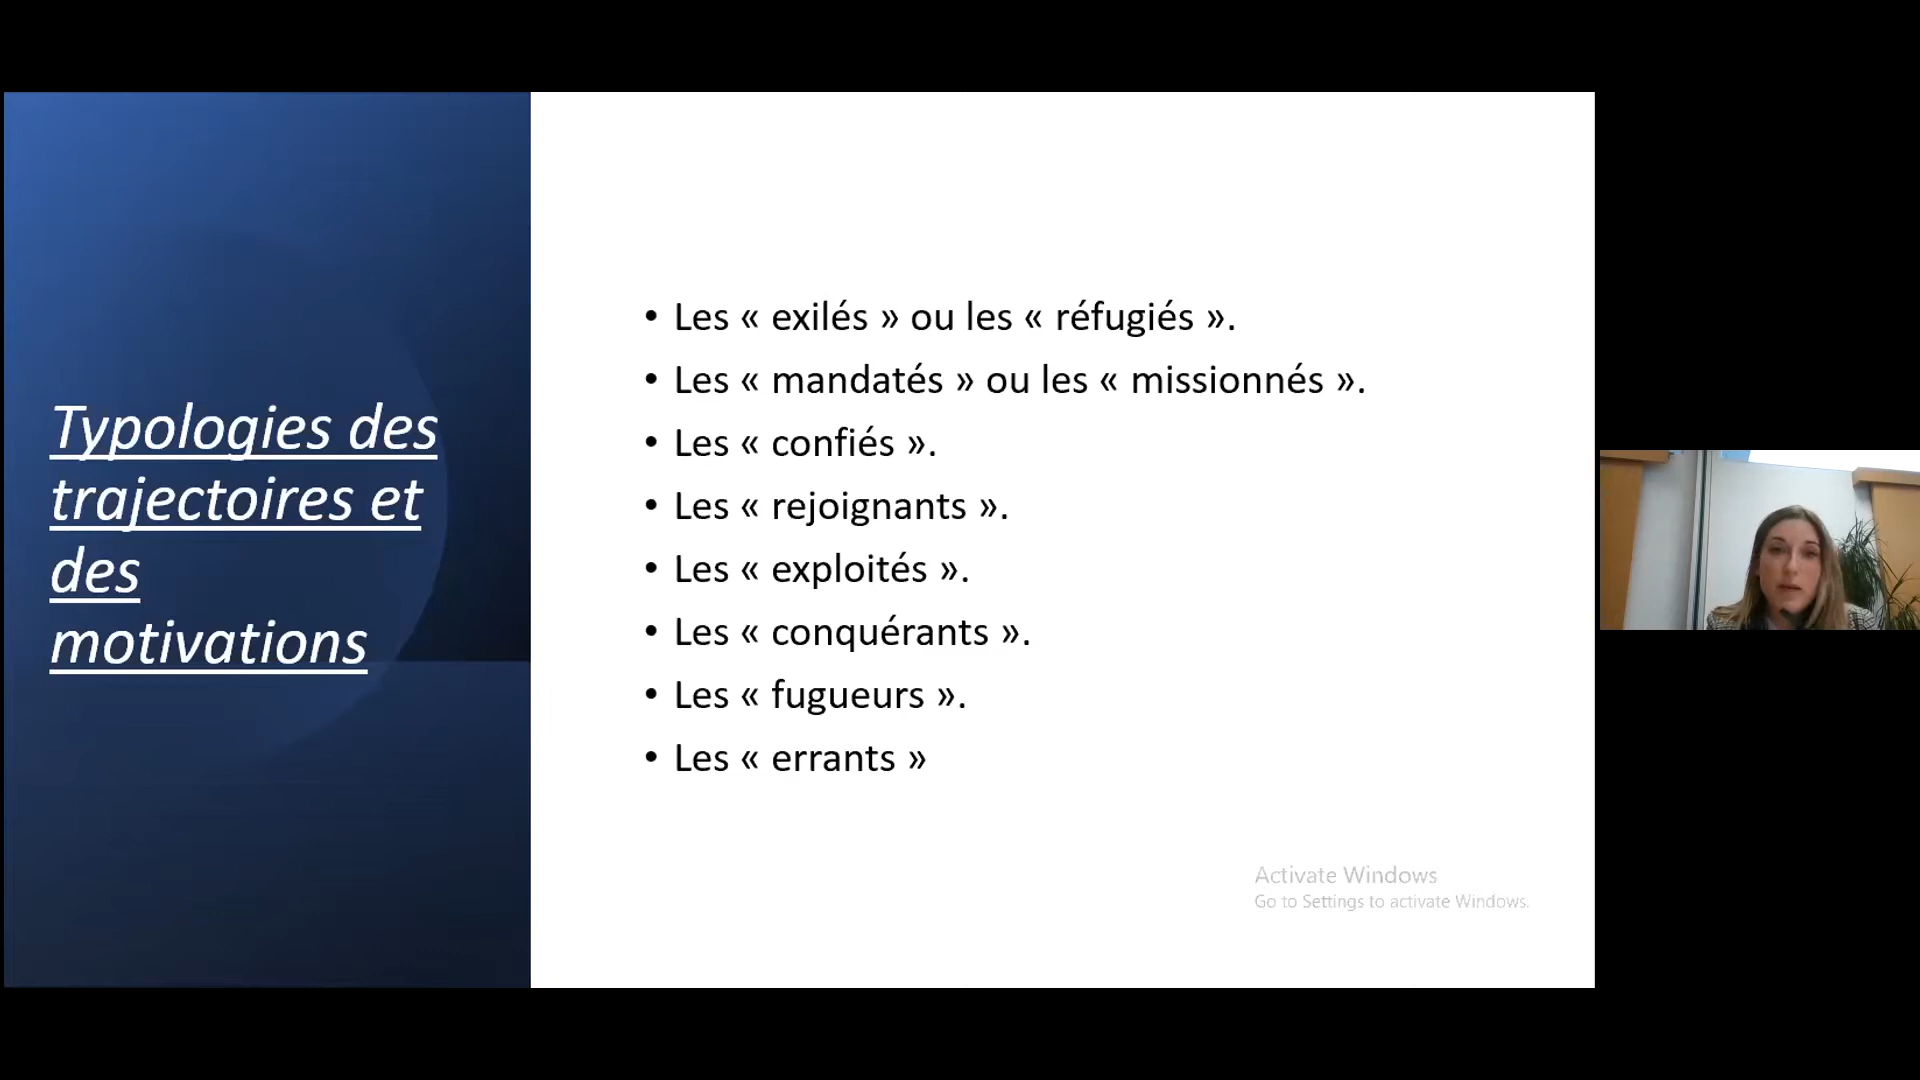 Typologies des
trajectoires et
des
motivations
• Les « exilés » ou les « réfugiés ».
• Les « mandatés » ou les « missionnés ».
• Les « confiés ».
• Les « rejoignants ».
• Les « exploités ».
• Les « conquérants ».
• Les « fugueurs ».
• Les « errants »
Activate Windows
Go to Settings to activate Windows.